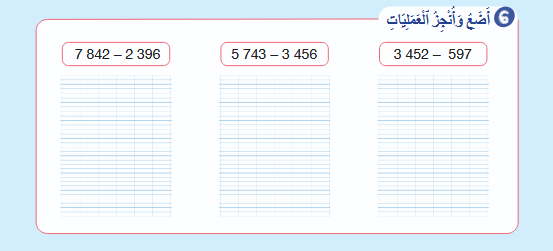 6 أَضَعُ وَأُنْجِزُ ٱلْعَمَلِيَّاتِ
3 452 – 597
5 743 – 3 456
7 842 – 2 396